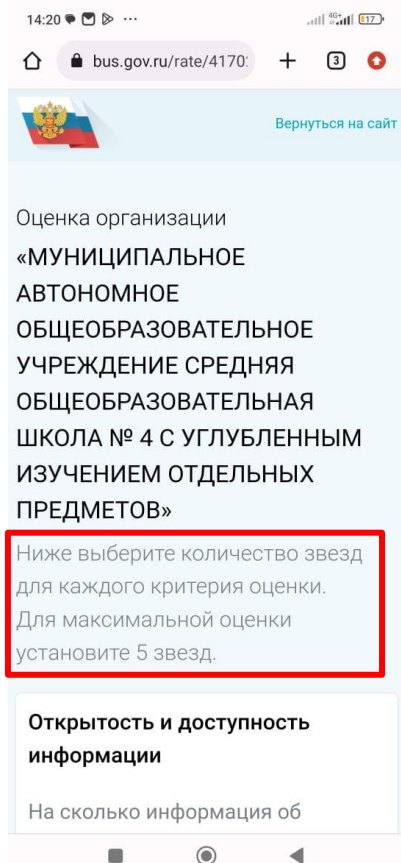 14:20
4G+
17
bus.gov.ru/rate/4170
3
Вернуться на сайт
Оценка организации
«МУНИЦИПАЛЬНОЕ
АВТОНОМНОЕ
ОБЩЕОБРАЗОВАТЕЛЬНОЕ
УЧРЕЖДЕНИЕ СРЕДНЯЯ
ОБЩЕОБРАЗОВАТЕЛЬНАЯ
ШКОЛА № 4 С УГЛУБЛЕННЫМ
ИЗУЧЕНИЕМ ОТДЕЛЬНЫХ
ПРЕДМЕТОВ»
Ниже выберите количество звезд
для каждого критерия оценки.
Для максимальной оценки
установите 5 звезд.
Открытость и доступность
информации
На сколько информация об